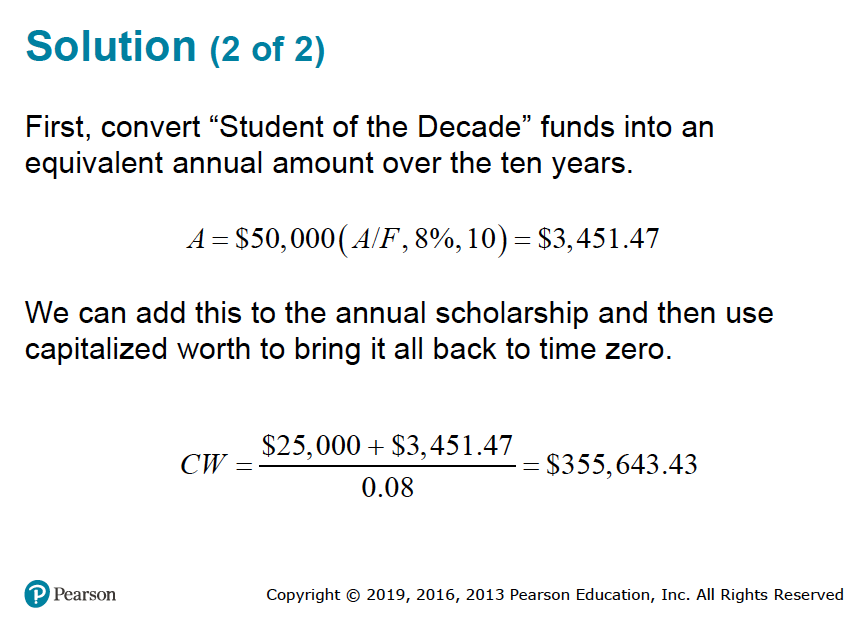 Solution (2 of 2)
First, convert “Student of the Decade” funds into an
equivalent annual amount over the ten years.
A = $50,000(A/F, 8%, 10) = $3,451.47
We can add this to the annual scholarship and then use
capitalized worth to bring it all back to time zero.
$25,000 + $3,451.47
CW = = $355,643.43
0.08
P Pearson
Copyright © 2019, 2016, 2013 Pearson Education, Inc. All Rights Reserved